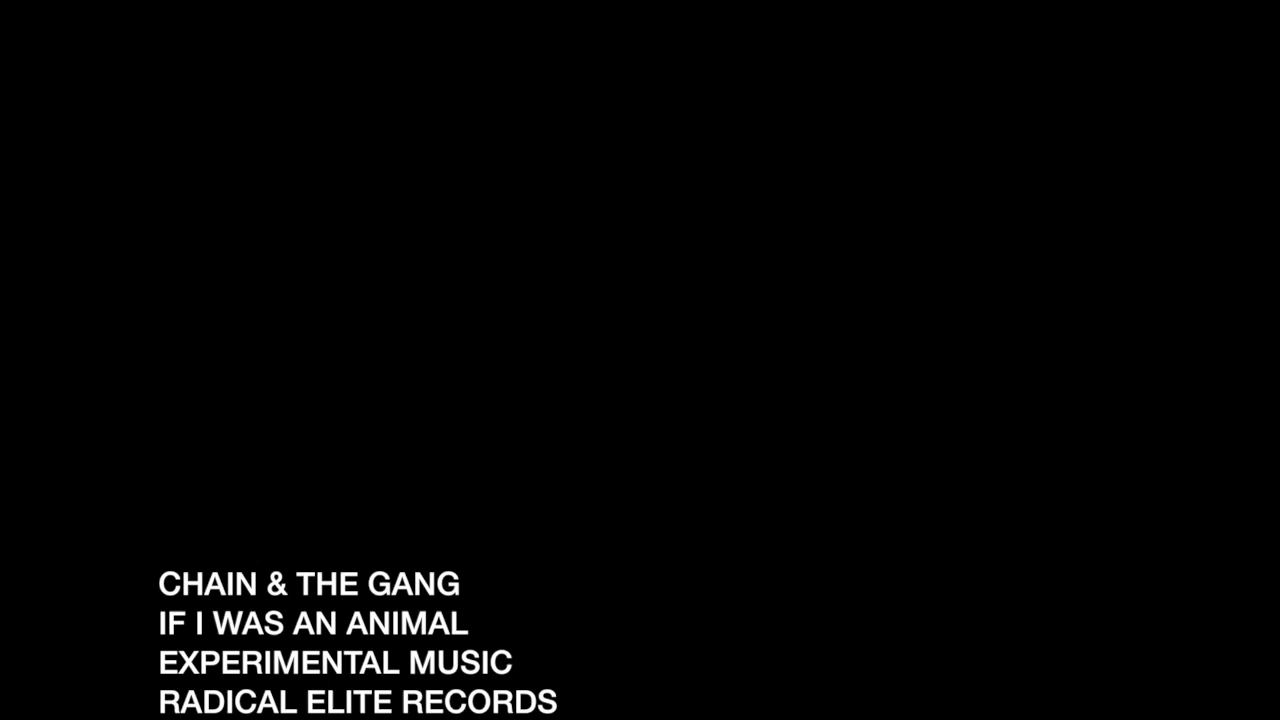 CHAIN & THE GANG
IF I WAS AN ANIMAL
EXPERIMENTAL MUSIC
RADICAL ELITE RECORDS